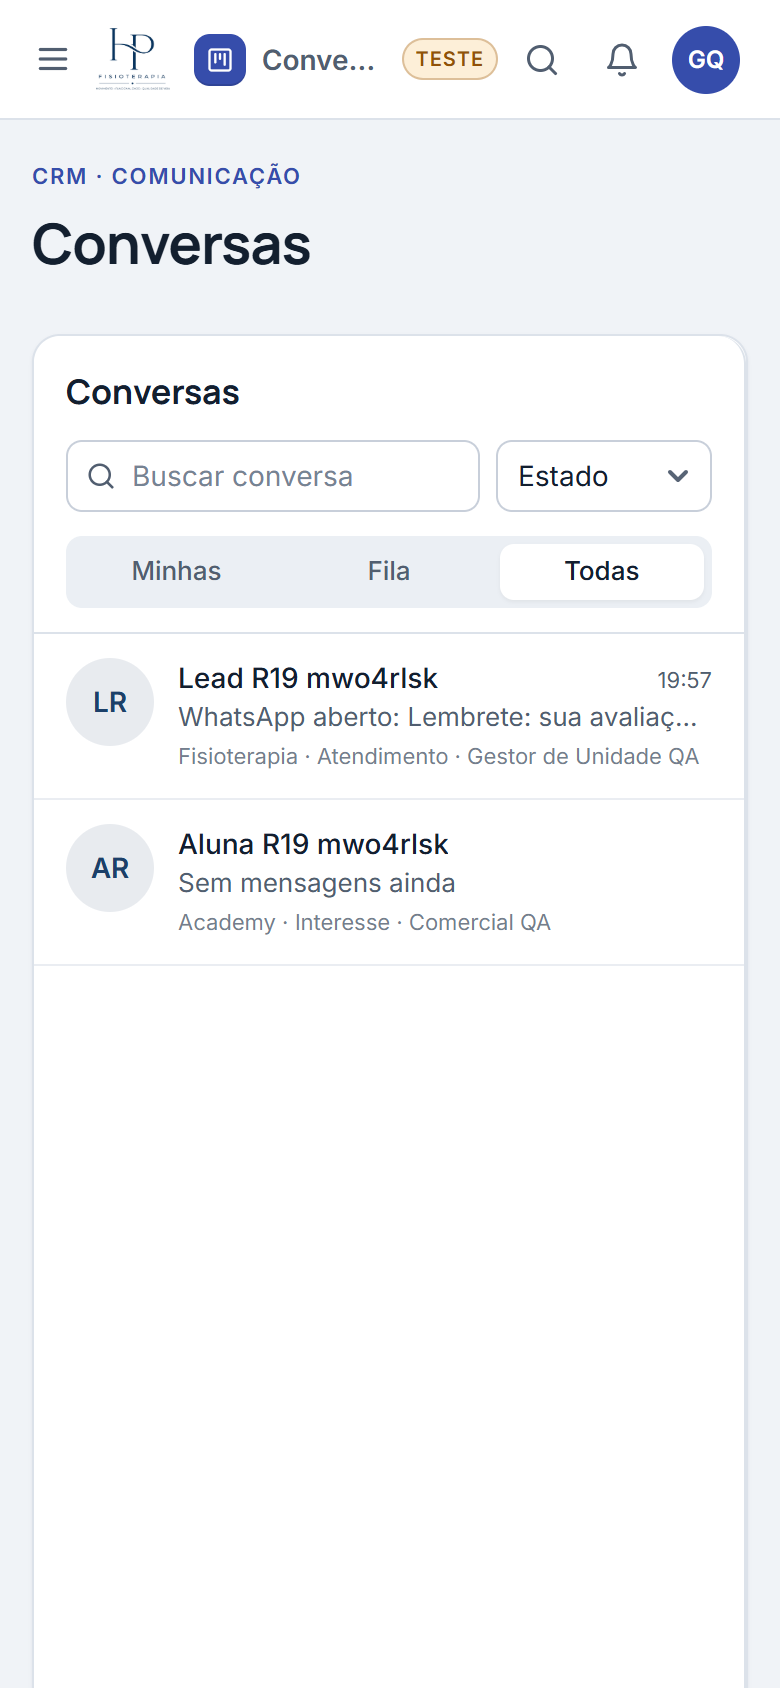 HP
FISIOTERAPIA
Conve...
TESTE
GQ
CRM · COMUNICAÇÃO
Conversas
Conversas
Buscar conversa
Estado
Minhas
Fila
Todas
LR
Lead R19 mwo4rlsk
19:57
WhatsApp aberto: Lembrete: sua avaliaç...
Fisioterapia · Atendimento · Gestor de Unidade QA
AR
Aluna R19 mwo4rlsk
Sem mensagens ainda
Academy · Interesse · Comercial QA